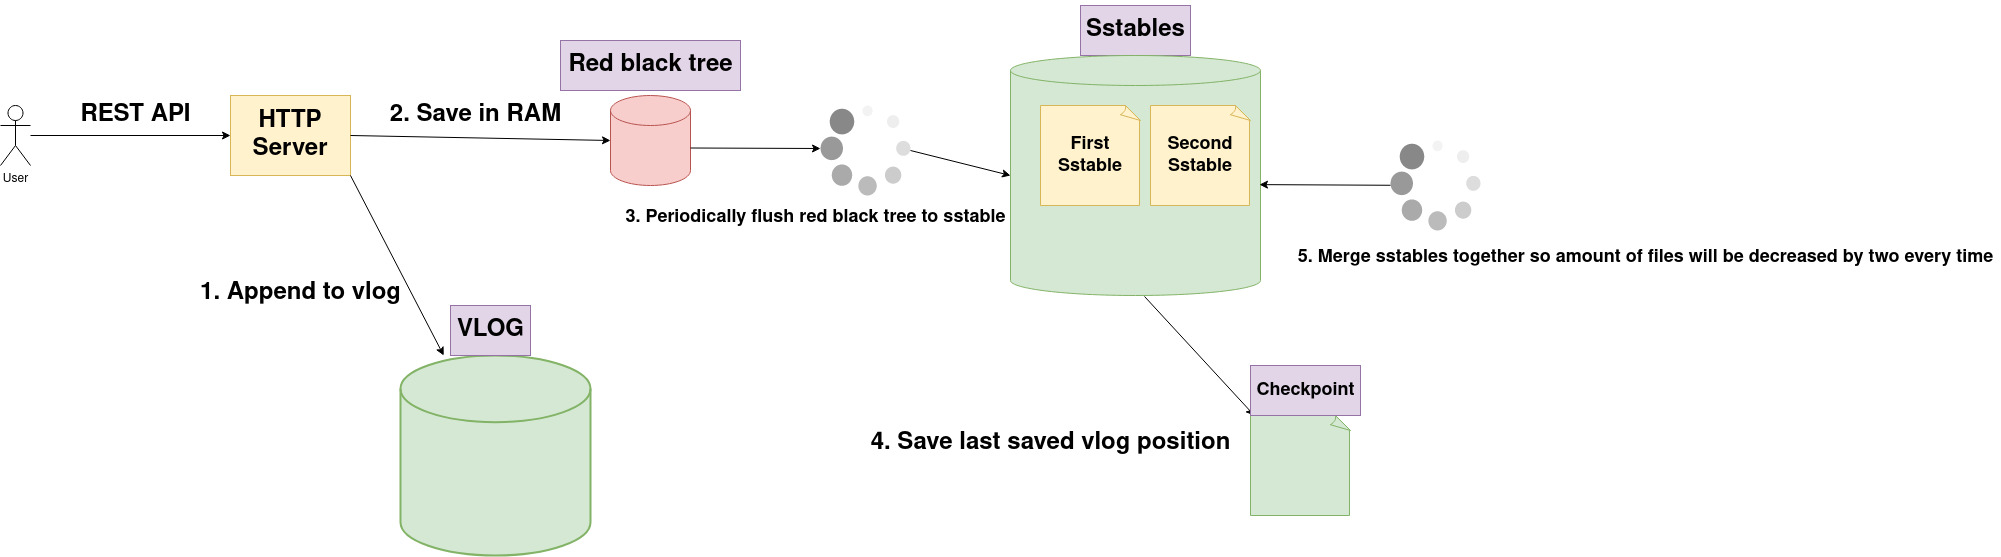 Sstables
Red black tree
REST API
HTTP
Server
2. Save in RAM
First
Sstable
Second
Sstable
User
3. Periodically flush red black tree to sstable
5. Merge sstables together so amount of files will be decreased by two every time
1. Append to vlog
VLOG
Checkpoint
4. Save last saved vlog position